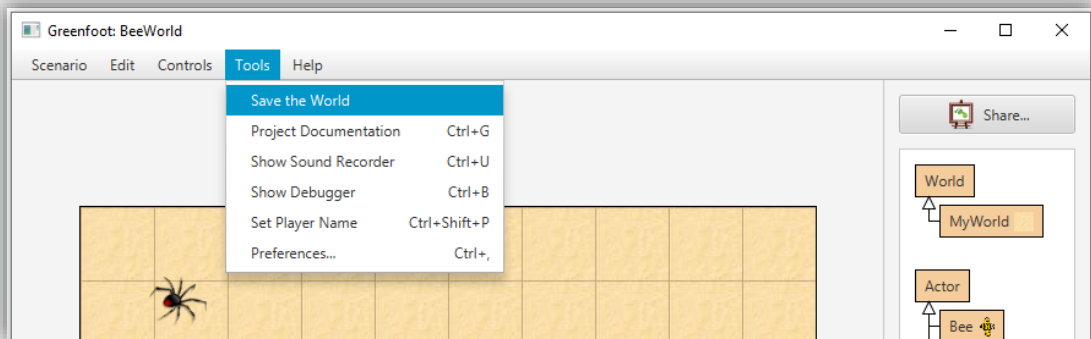 Greenfoot: BeeWorld
Scenario Edit Controls Tools Help
Save the World
Project Documentation Ctrl+G
Show Sound Recorder Ctrl+U
Show Debugger Ctrl+B
Set Player Name Ctrl+Shift+P
Preferences... Ctrl+,
Share...
World
MyWorld
Actor
Bee